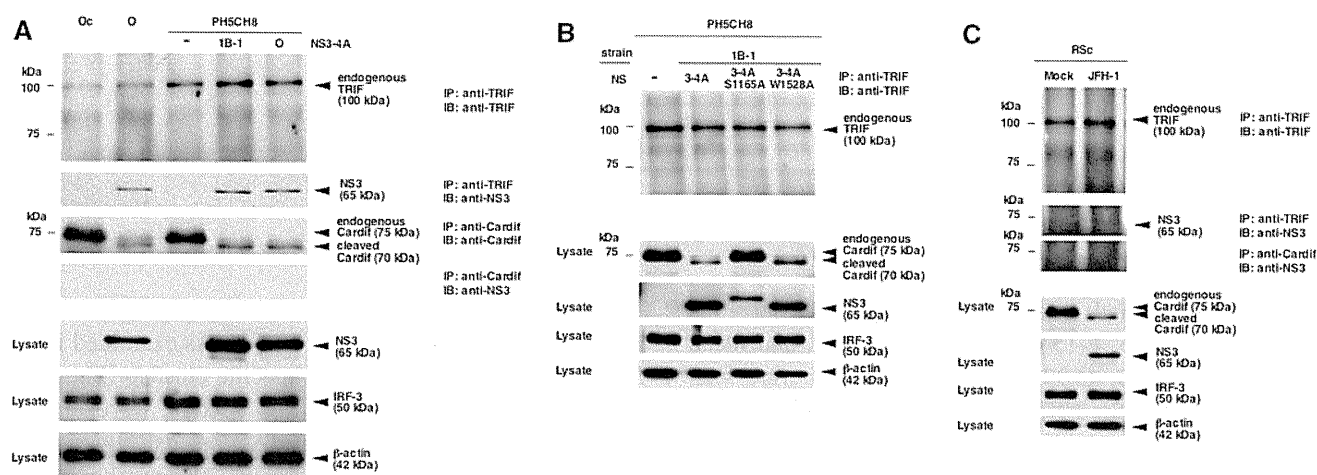 A
Oc
O
PH5CH8
-
1B-1
O
NS3-4A
kDa
100
75
endogenous
TRIF
(100 kDa)
IP: anti-TRIF
IB: anti-TRIF
NS3
(65 kDa)
IP: anti-TRIF
IB: anti-NS3
kDa
75
endogenous
Cardif (75 kDa)
cleaved
Cardif (70 kDa)
IP: anti-Cardif
IB: anti-Cardif
IP: anti-Cardif
IB: anti-NS3
Lysate
NS3
(65 kDa)
Lysate
IRF-3
(50 kDa)
Lysate
β-actin
(42 kDa)
B
PH5CH8
strain
1B-1
NS
-
3-4A
3-4A
S1165A
3-4A
W1528A
IP: anti-TRIF
IB: anti-TRIF
kDa
100
75
endogenous
TRIF
(100 kDa)
kDa
Lysate
75
endogenous
Cardif (75 kDa)
cleaved
Cardif (70 kDa)
Lysate
NS3
(65 kDa)
Lysate
IRF-3
(50 kDa)
Lysate
β-actin
(42 kDa)
C
RSc
Mock
JFH-1
kDa
100
75
endogenous
TRIF
(100 kDa)
IP: anti-TRIF
IB: anti-TRIF
kDa
75
NS3
(65 kDa)
IP: anti-TRIF
IB: anti-NS3
75
IP: anti-Cardif
IB: anti-NS3
Lysate
kDa
75
endogenous
Cardif (75 kDa)
cleaved
Cardif (70 kDa)
Lysate
NS3
(65 kDa)
Lysate
IRF-3
(50 kDa)
Lysate
β-actin
(42 kDa)